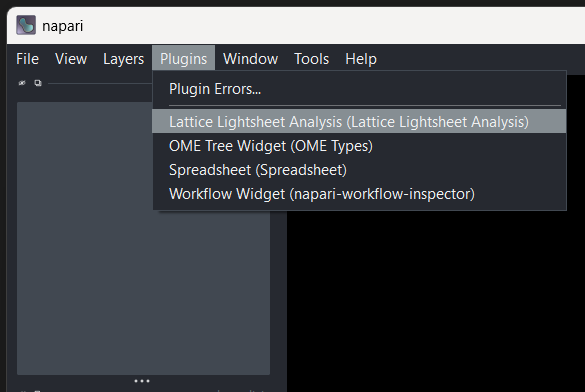 napari
File View Layers Plugins Window Tools Help
Plugin Errors...
Lattice Lightsheet Analysis (Lattice Lightsheet Analysis)
OME Tree Widget (OME Types)
Spreadsheet (Spreadsheet)
Workflow Widget (napari-workflow-inspector)